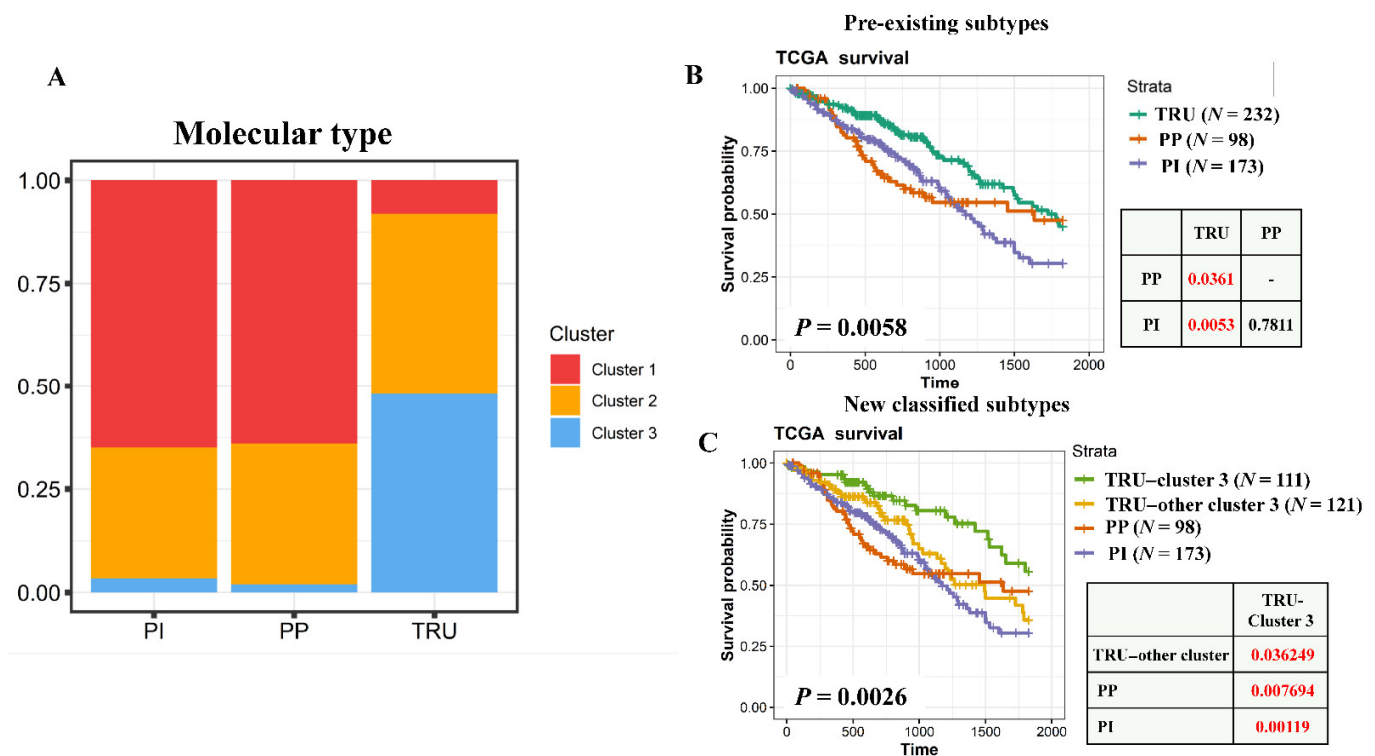 A
Molecular type
1.00
0.75
0.50
0.25
0.00
PI PP TRU
Cluster
Cluster 1
Cluster 2
Cluster 3
Pre-existing subtypes
B
TCGA survival
Survival probability
1.00
0.75
0.50
0.25
0.00
P = 0.0058
0 500 1000 1500 2000
Time
Strata
TRU (N = 232)
PP (N = 98)
PI (N = 173)
TRU PP
PP 0.0361 -
PI 0.0053 0.7811
New classified subtypes
C
TCGA survival
Survival probability
1.00
0.75
0.50
0.25
0.00
P = 0.0026
0 500 1000 1500 2000
Time
Strata
TRU–cluster 3 (N = 111)
TRU–other cluster 3 (N = 121)
PP (N = 98)
PI (N = 173)
TRU-
Cluster 3
TRU–other cluster 0.036249
PP 0.007694
PI 0.00119